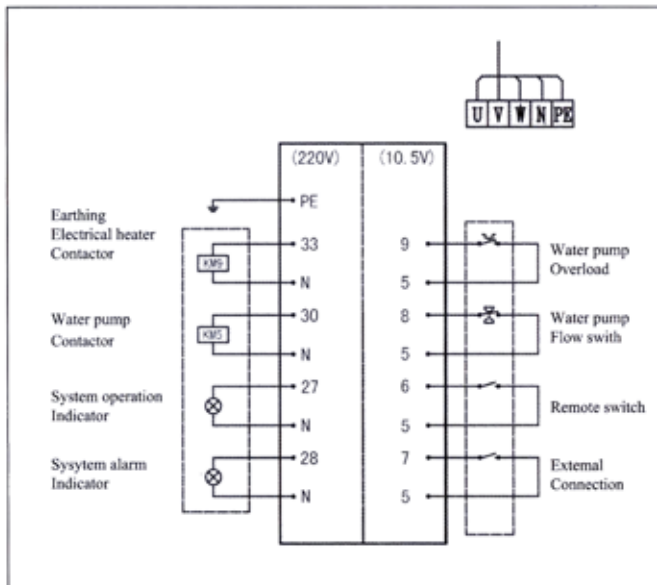 U V W N PE
(220V) (10.5V)
PE
Earthing
Electrical heater
Contactor
KM9
33
N
9
5
Water pump
Overload
Water pump
Contactor
KM5
30
N
8
5
Water pump
Flow swith
System operation
Indicator
27
N
6
5
Remote switch
Sysytem alarm
Indicator
28
N
7
5
External
Connection